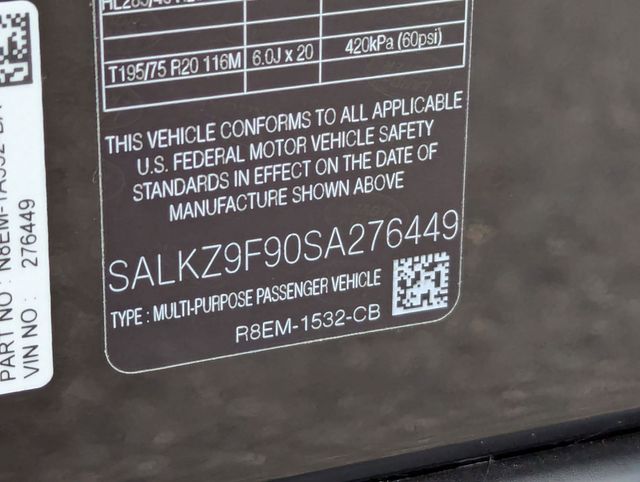 T195/75 R20 116M 6.0J x 20 420kPa (60psi)
THIS VEHICLE CONFORMS TO ALL APPLICABLE
U.S. FEDERAL MOTOR VEHICLE SAFETY
STANDARDS IN EFFECT ON THE DATE OF
MANUFACTURE SHOWN ABOVE
SALKZ9F90SA276449
TYPE : MULTI-PURPOSE PASSENGER VEHICLE
R8EM-1532-CB
PART NO :
VIN NO : 276449